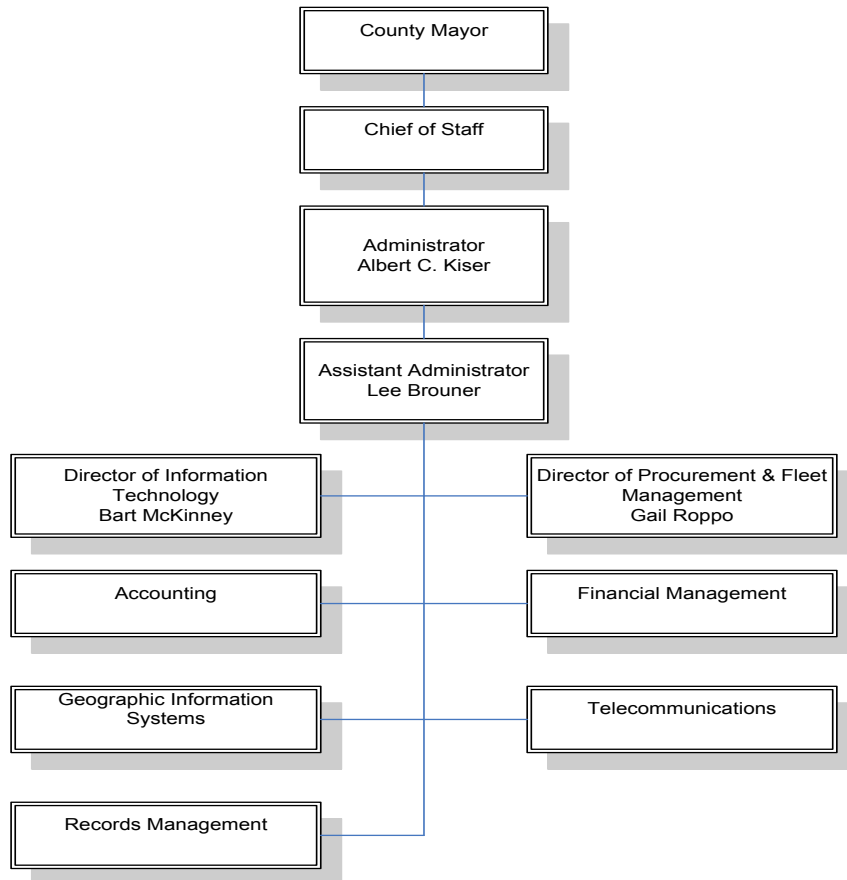 County Mayor
Chief of Staff
Administrator
Albert C. Kiser
Assistant Administrator
Lee Brouner
Director of Information
Technology
Bart McKinney
Director of Procurement & Fleet
Management
Gail Roppo
Accounting
Financial Management
Geographic Information
Systems
Telecommunications
Records Management